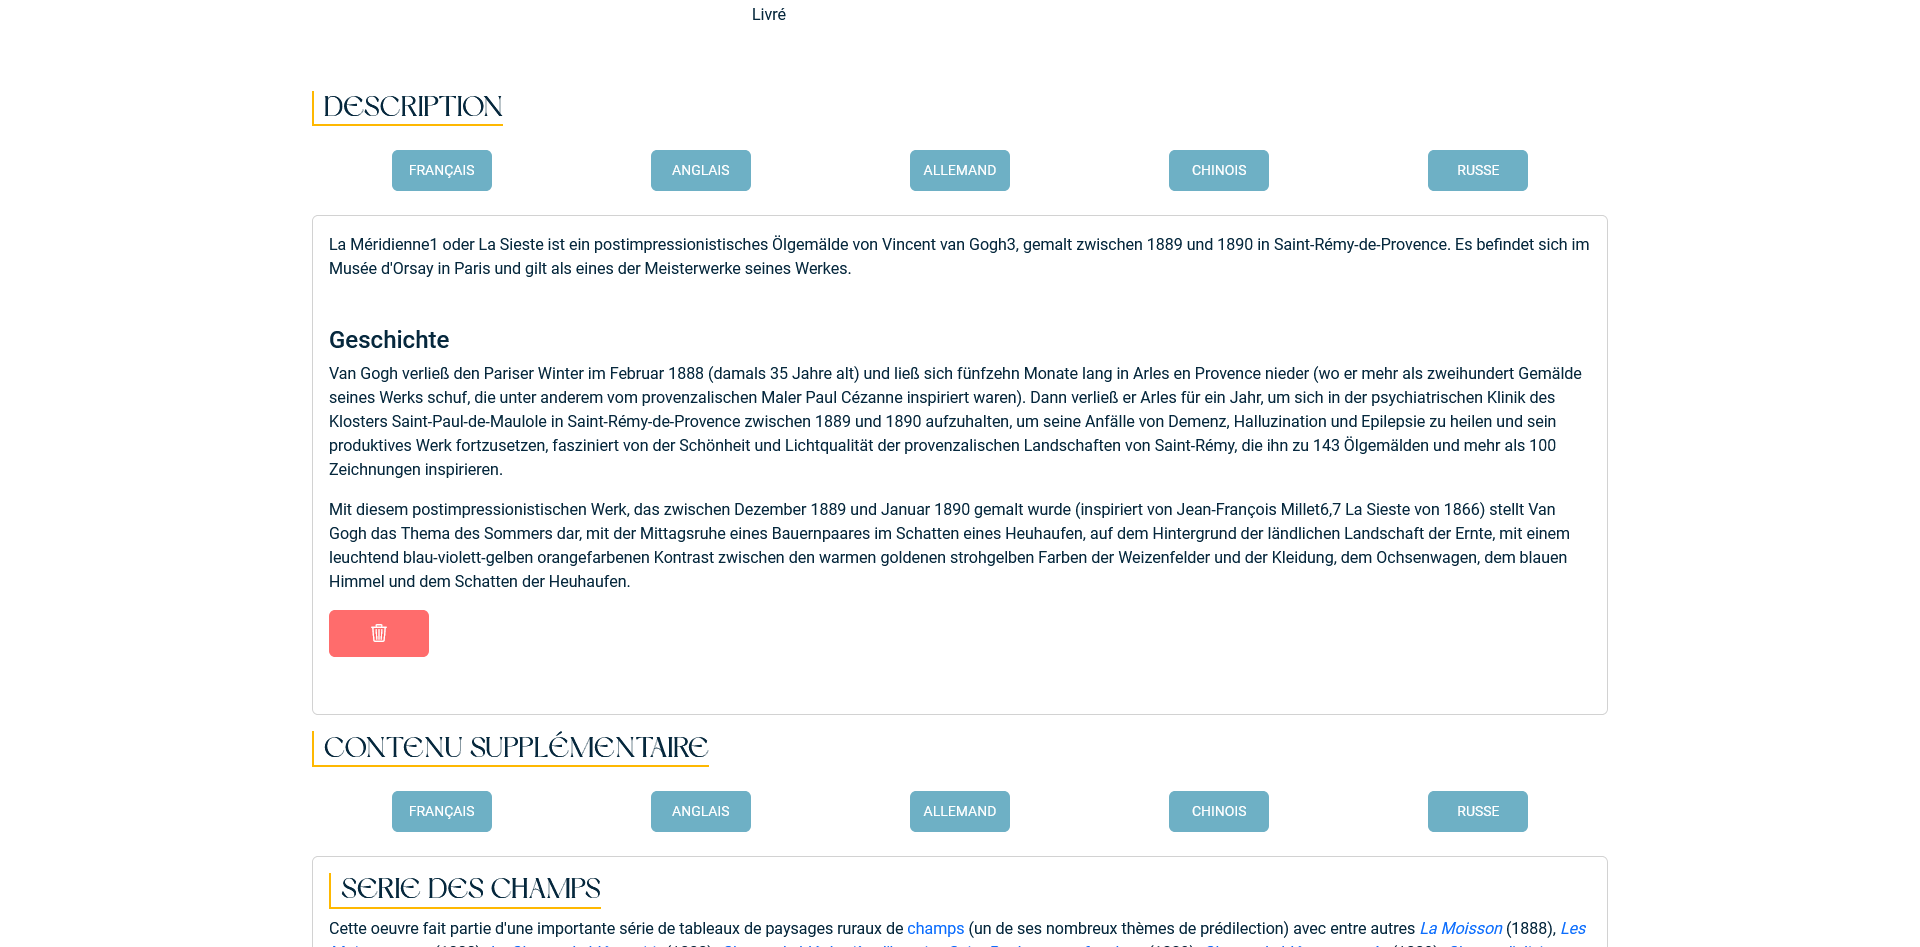 Livré
DESCRIPTION
FRANÇAIS
ANGLAIS
ALLEMAND
CHINOIS
RUSSE
La Méridienne1 oder La Sieste ist ein postimpressionistisches Ölgemälde von Vincent van Gogh3, gemalt zwischen 1889 und 1890 in Saint-Rémy-de-Provence. Es befindet sich im
Musée d'Orsay in Paris und gilt als eines der Meisterwerke seines Werkes.
Geschichte
Van Gogh verließ den Pariser Winter im Februar 1888 (damals 35 Jahre alt) und ließ sich fünfzehn Monate lang in Arles en Provence nieder (wo er mehr als zweihundert Gemälde
seines Werks schuf, die unter anderem vom provenzalischen Maler Paul Cézanne inspiriert waren). Dann verließ er Arles für ein Jahr, um sich in der psychiatrischen Klinik des
Klosters Saint-Paul-de-Maulole in Saint-Rémy-de-Provence zwischen 1889 und 1890 aufzuhalten, um seine Anfälle von Demenz, Halluzination und Epilepsie zu heilen und sein
produktives Werk fortzusetzen, fasziniert von der Schönheit und Lichtqualität der provenzalischen Landschaften von Saint-Rémy, die ihn zu 143 Ölgemälden und mehr als 100
Zeichnungen inspirieren.
Mit diesem postimpressionistischen Werk, das zwischen Dezember 1889 und Januar 1890 gemalt wurde (inspiriert von Jean-François Millet6,7 La Sieste von 1866) stellt Van
Gogh das Thema des Sommers dar, mit der Mittagsruhe eines Bauernpaares im Schatten eines Heuhaufen, auf dem Hintergrund der ländlichen Landschaft der Ernte, mit einem
leuchtend blau-violett-gelben orangefarbenen Kontrast zwischen den warmen goldenen strohgelben Farben der Weizenfelder und der Kleidung, dem Ochsenwagen, dem blauen
Himmel und dem Schatten der Heuhaufen.
CONTENU SUPPLÉMENTAIRE
FRANÇAIS
ANGLAIS
ALLEMAND
CHINOIS
RUSSE
SERIE DES CHAMPS
Cette oeuvre fait partie d'une importante série de tableaux de paysages ruraux de champs (un de ses nombreux thèmes de prédilection) avec entre autres La Moisson (1888), Les